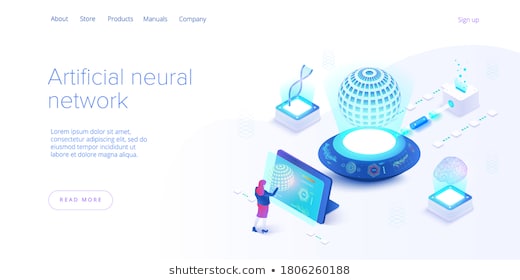 About Store Products Manuals Company Sign up
Artificial neural
network
Lorem ipsum dolor sit amet,
consectetur adipiscing elit, sed do
eiusmod tempor incididunt ut labore
et dolore magna aliqua.
READ MORE
shutterstock.com • 1806260188